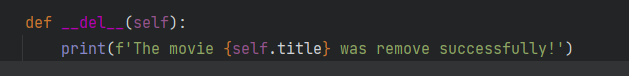 def __del__(self):
    print(f'The movie {self.title} was remove successfully!')